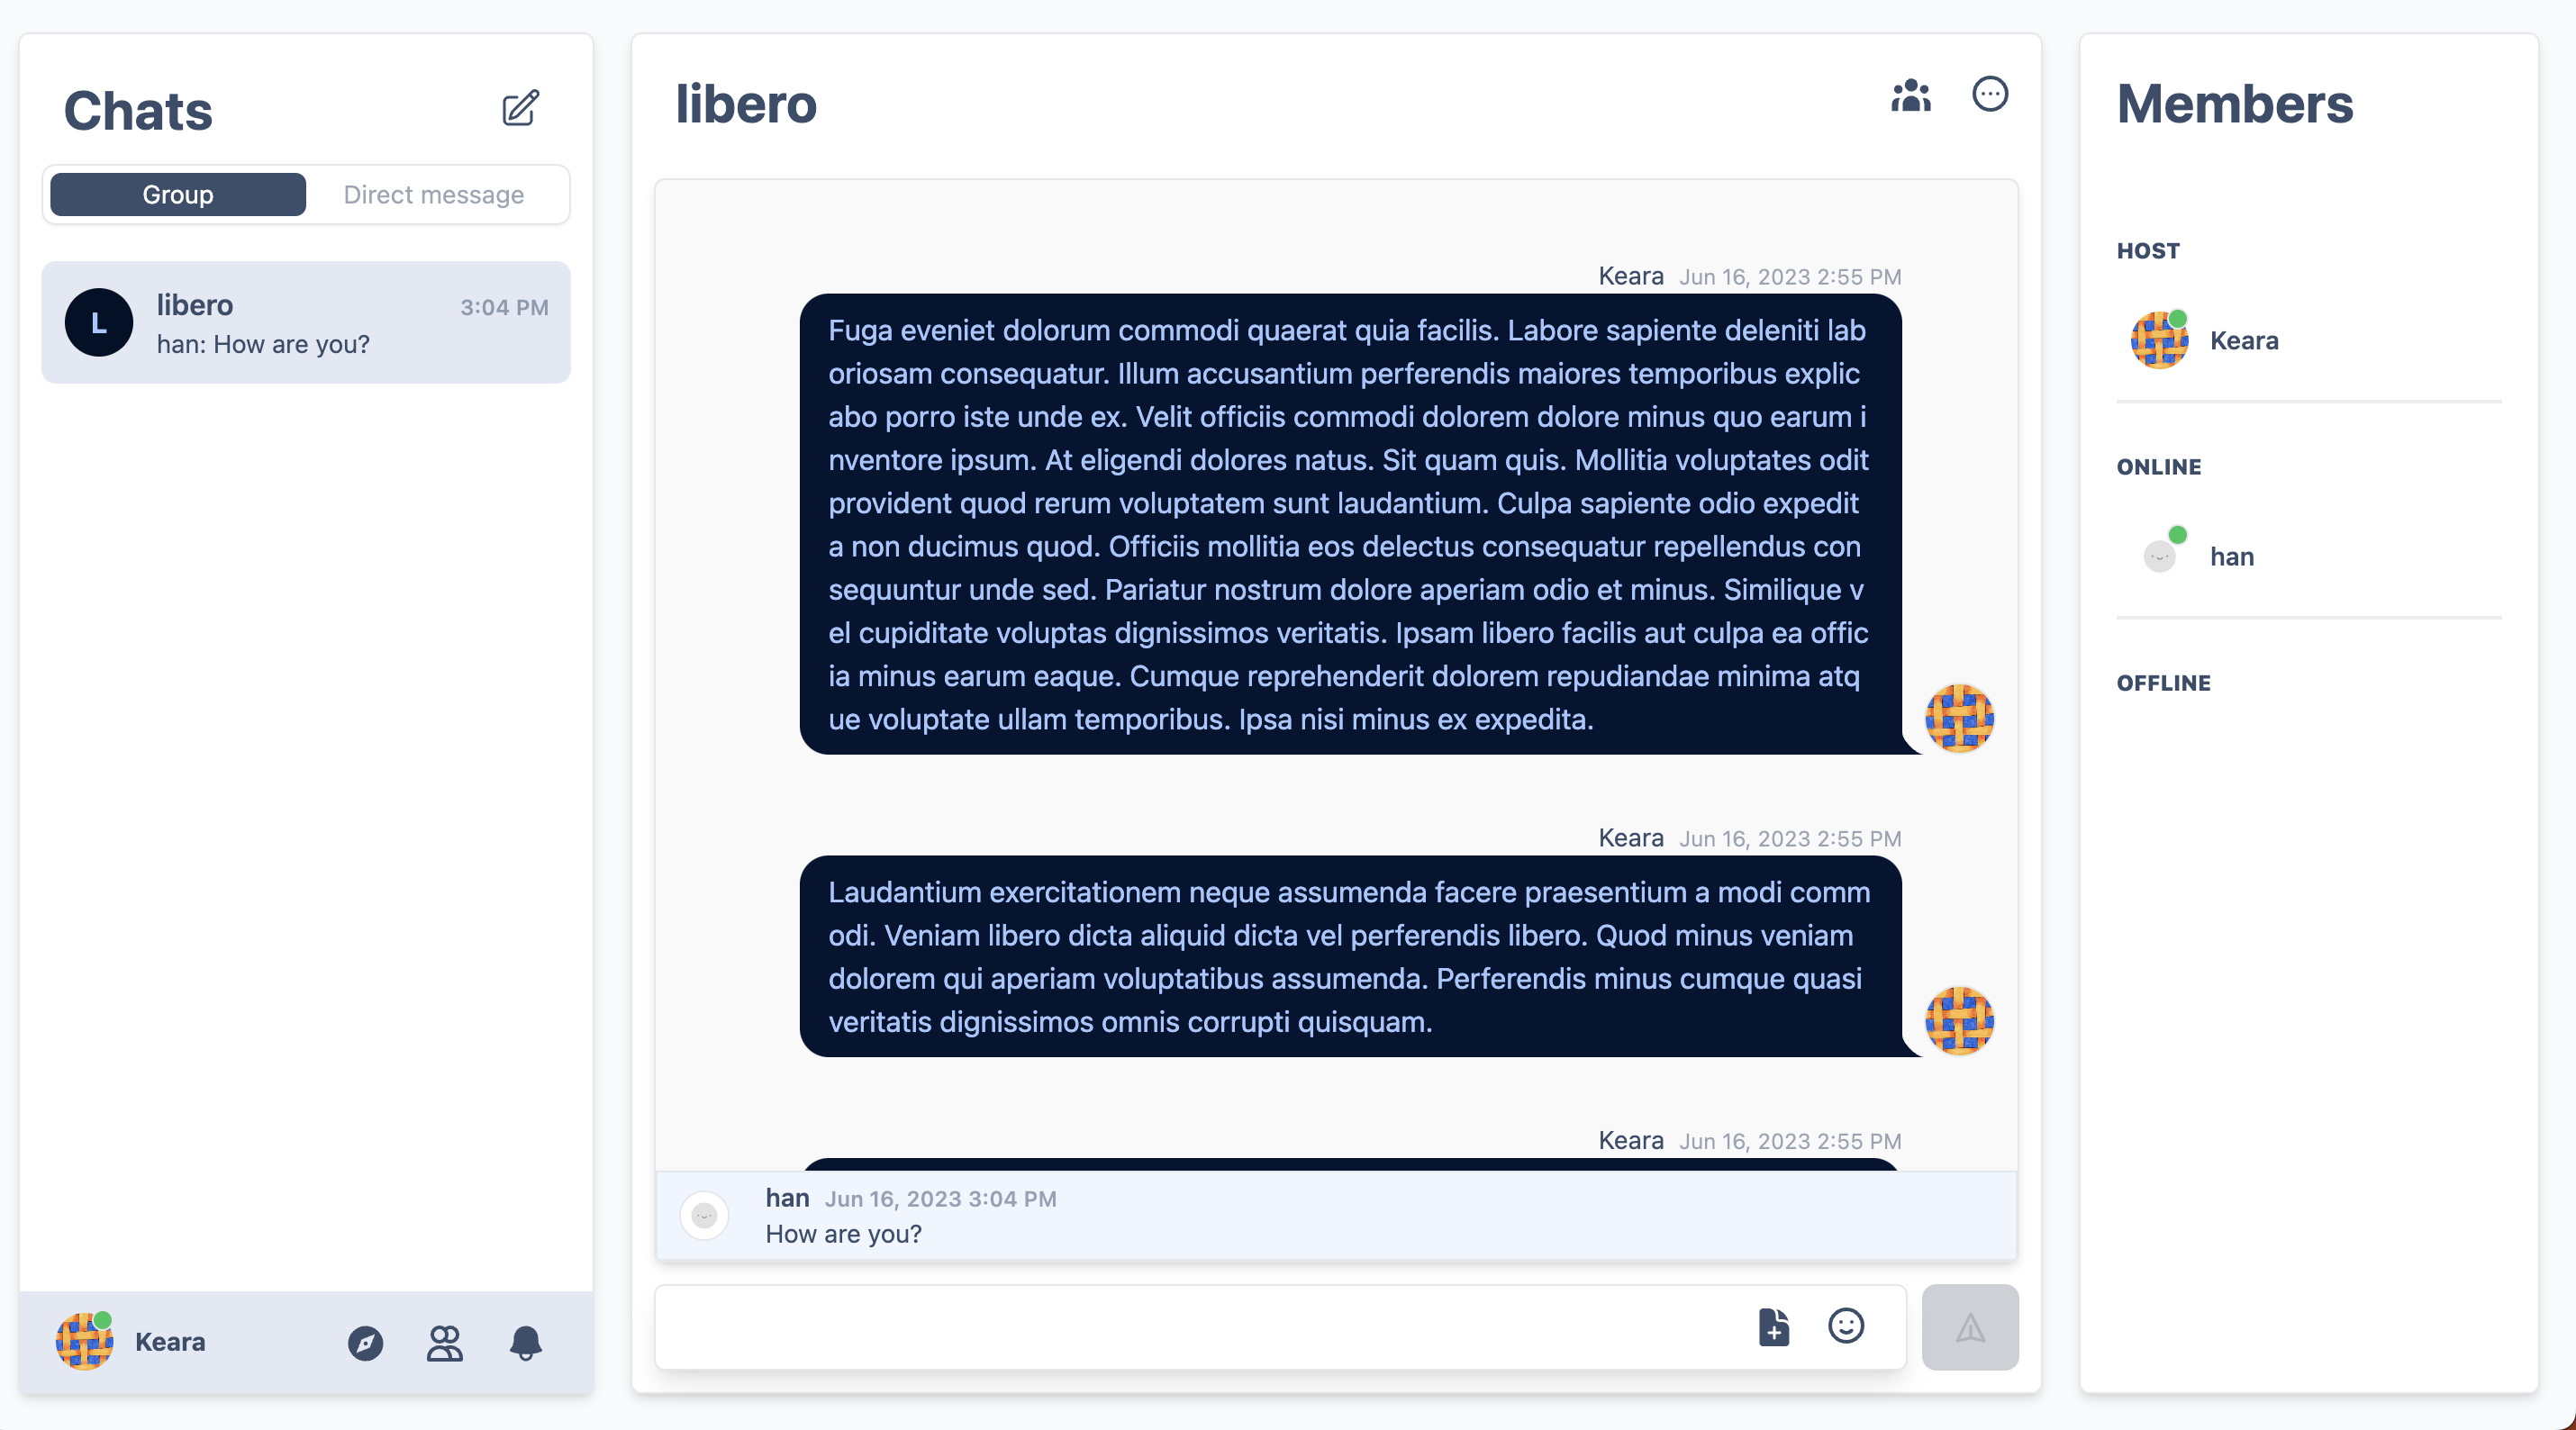 Chats
Group
Direct message
L
libero
3:04 PM
han: How are you?
Keara
libero
Keara Jun 16, 2023 2:55 PM
Fuga eveniet dolorum commodi quaerat quia facilis. Labore sapiente deleniti lab
oriosam consequatur. Illum accusantium perferendis maiores temporibus explic
abo porro iste unde ex. Velit officiis commodi dolorem dolore minus quo earum i
nventore ipsum. At eligendi dolores natus. Sit quam quis. Mollitia voluptates odit
provident quod rerum voluptatem sunt laudantium. Culpa sapiente odio expedit
a non ducimus quod. Officiis mollitia eos delectus consequatur repellendus con
sequuntur unde sed. Pariatur nostrum dolore aperiam odio et minus. Similique v
el cupiditate voluptas dignissimos veritatis. Ipsam libero facilis aut culpa ea offic
ia minus earum eaque. Cumque reprehenderit dolorem repudiandae minima atq
ue voluptate ullam temporibus. Ipsa nisi minus ex expedita.
Keara Jun 16, 2023 2:55 PM
Laudantium exercitationem neque assumenda facere praesentium a modi comm
odi. Veniam libero dicta aliquid dicta vel perferendis libero. Quod minus veniam
dolorem qui aperiam voluptatibus assumenda. Perferendis minus cumque quasi
veritatis dignissimos omnis corrupti quisquam.
Keara Jun 16, 2023 2:55 PM
han Jun 16, 2023 3:04 PM
How are you?
Members
HOST
Keara
ONLINE
han
OFFLINE